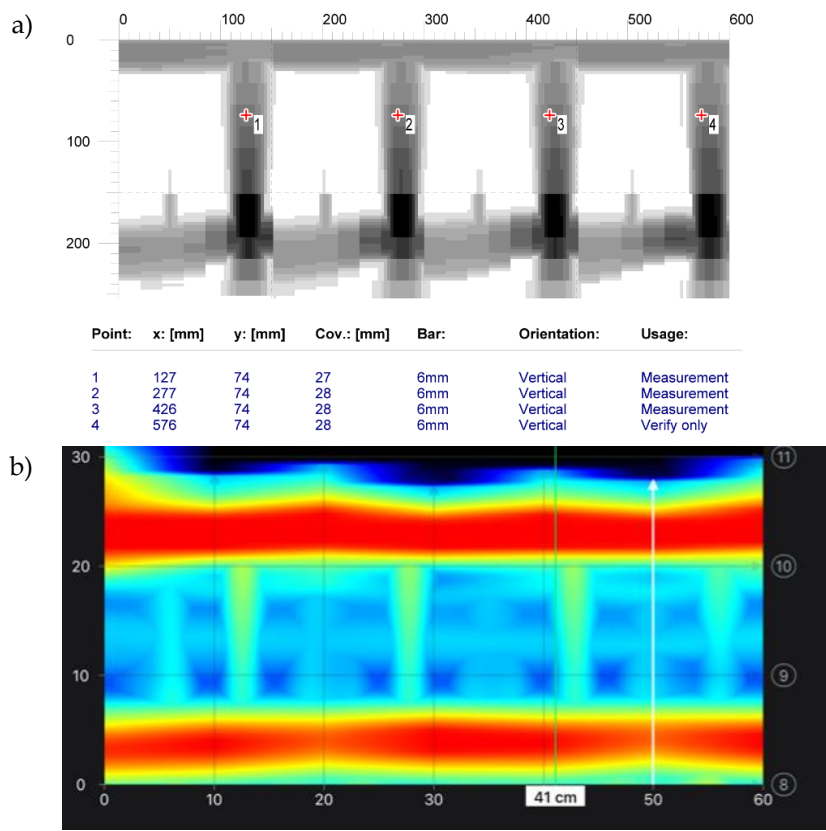 a)
0 100 200 300 400 500 600
0
100
200
1 2 3 4
Point: x: [mm] y: [mm] Cov.: [mm] Bar: Orientation: Usage:
1 127 74 27 6mm Vertical Measurement
2 277 74 28 6mm Vertical Measurement
3 426 74 28 6mm Vertical Measurement
4 576 74 28 6mm Vertical Verify only
b)
30 11
20 10
10 9
0 8
0 10 20 30 41 cm 50 60